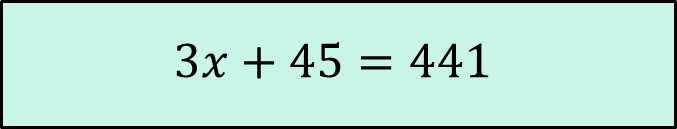 3x + 45 = 441